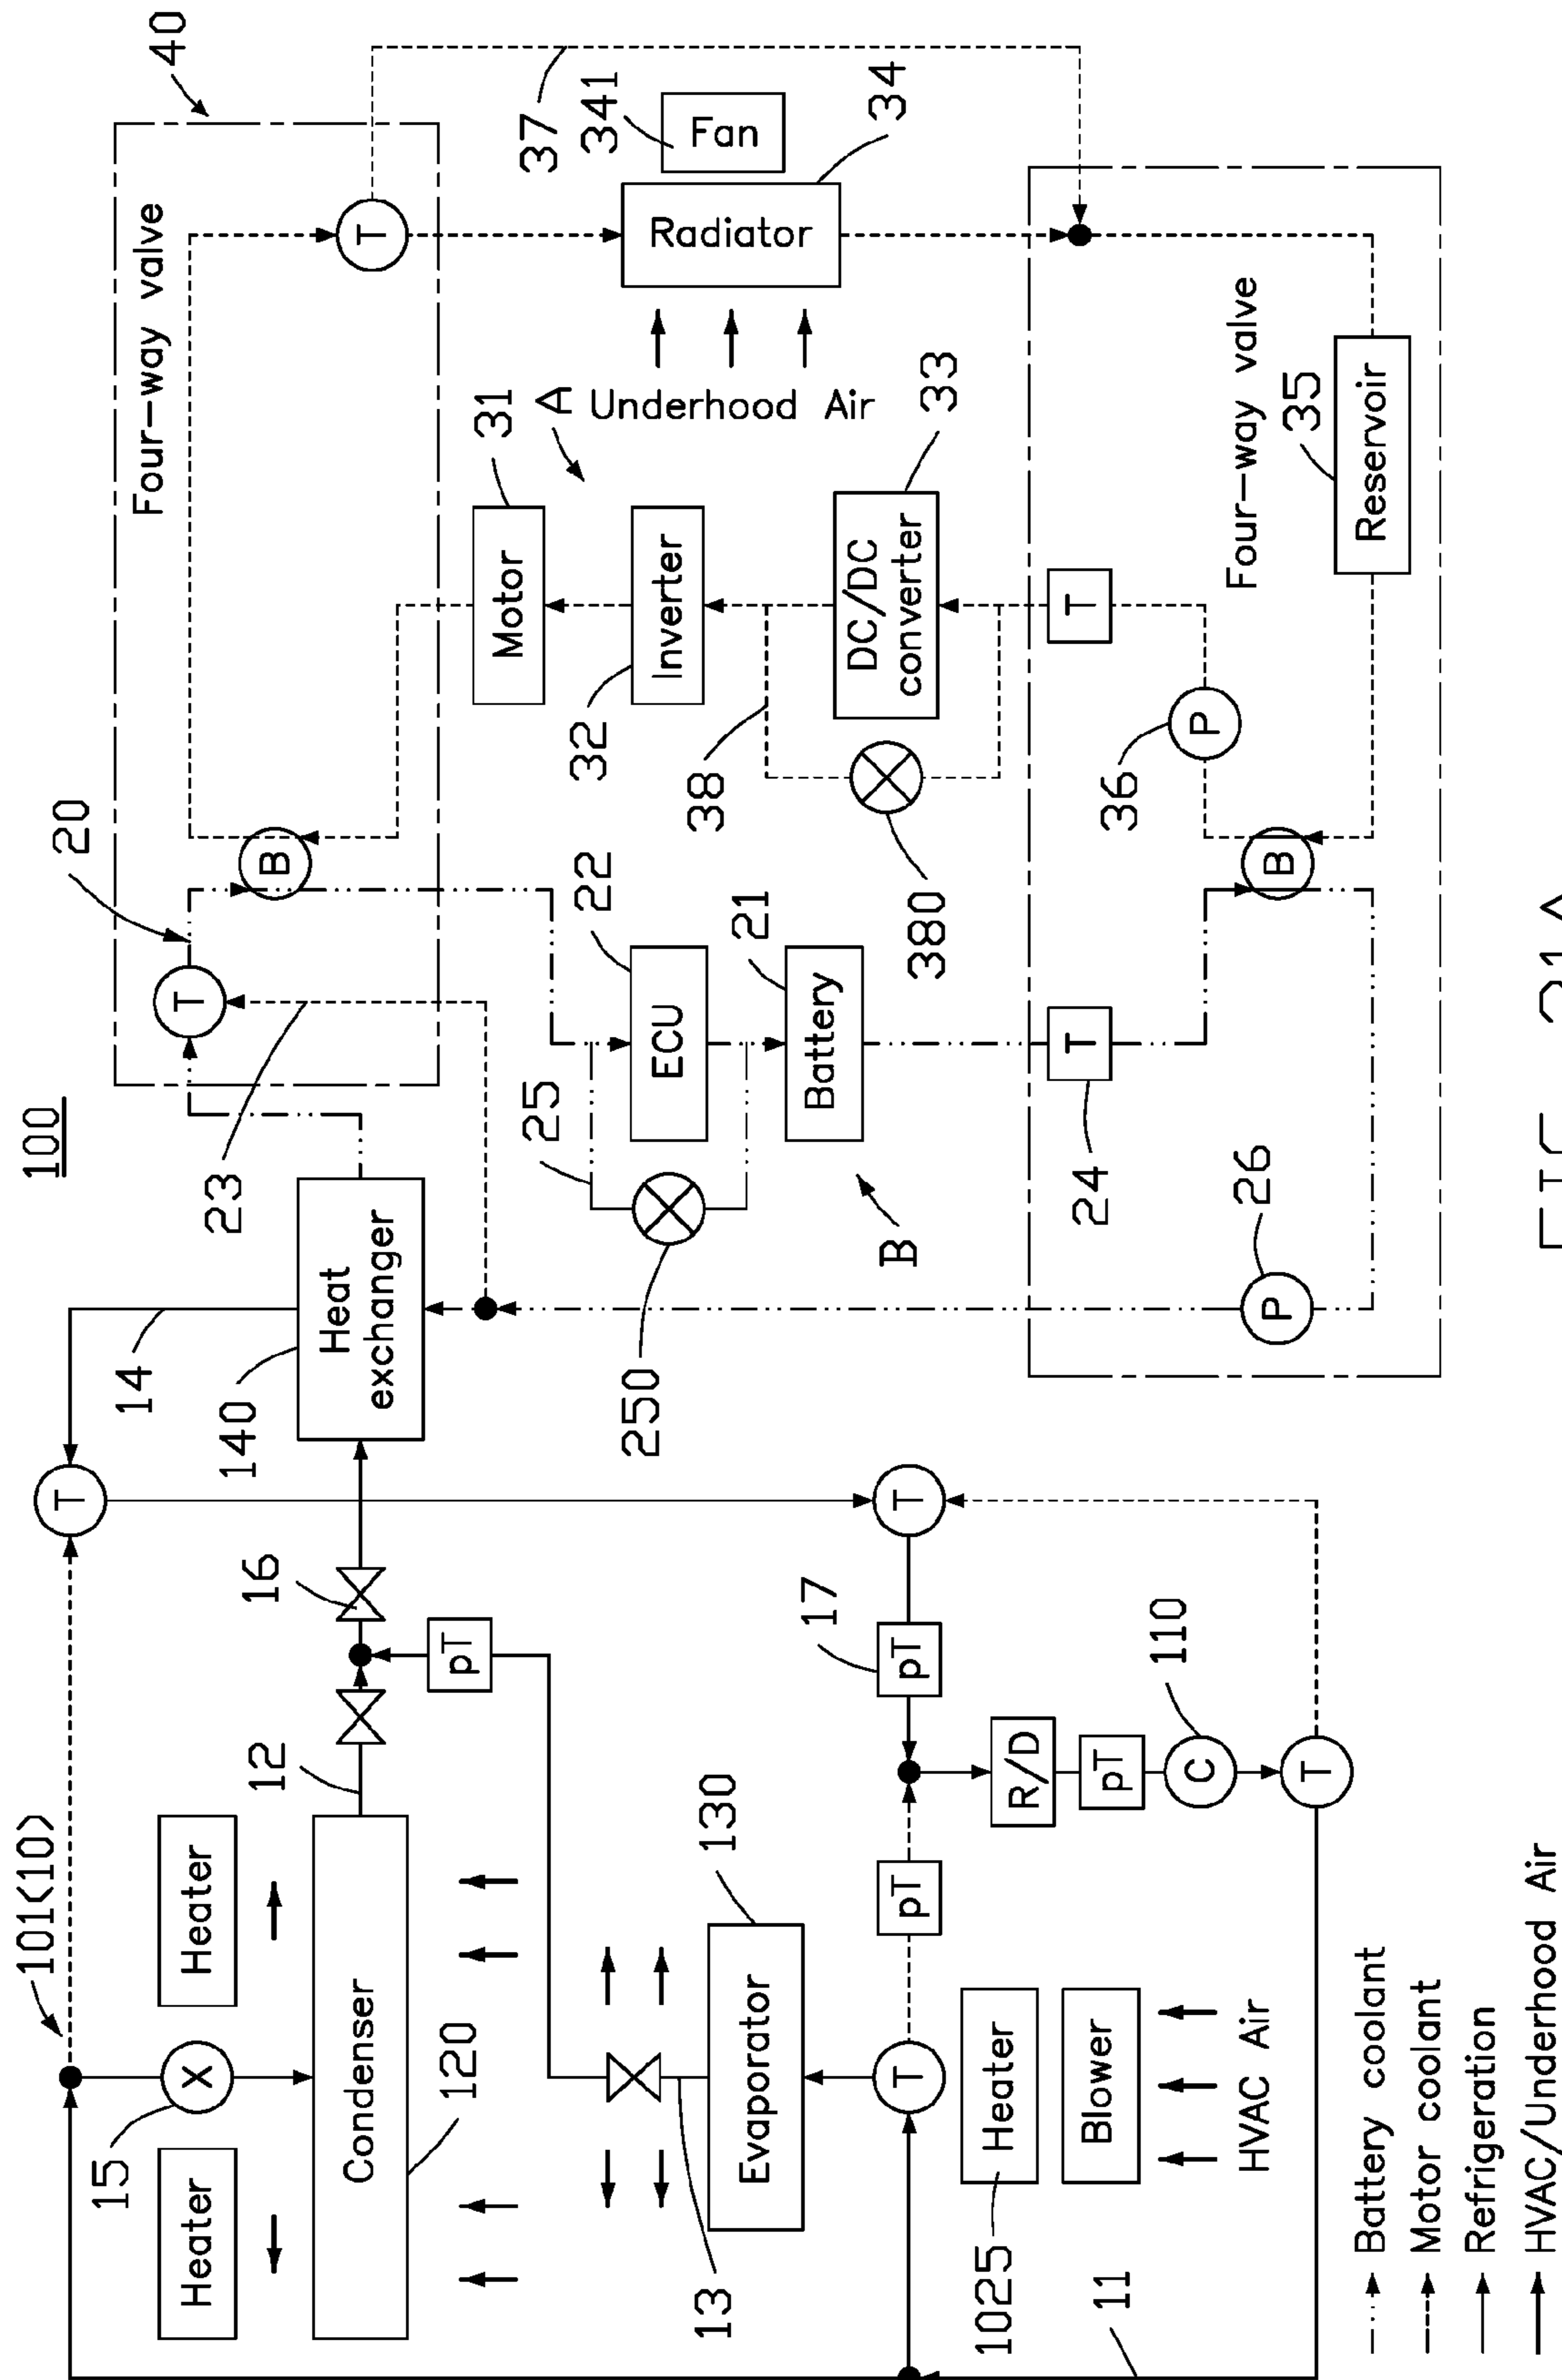 100
101(10)
14
140
23
20
40
Four-way valve
T
T
T
B
15
X
Heater
Heater
Condenser
120
12
16
pT
Heat
exchanger
25
250
ECU
22
Battery
21
B
24
T
26
P
Motor
31
A
Inverter
32
38
380
DC/DC
converter
33
Underhood Air
Radiator
34
Fan
341
37
13
Evaporator
130
T
pT
17
pT
T
R/D
pT
C
110
T
Heater
1025
Blower
HVAC Air
11
T
36
P
B
Four-way valve
35
Reservoir
Battery coolant
Motor coolant
Refrigeration
HVAC/Underhood Air